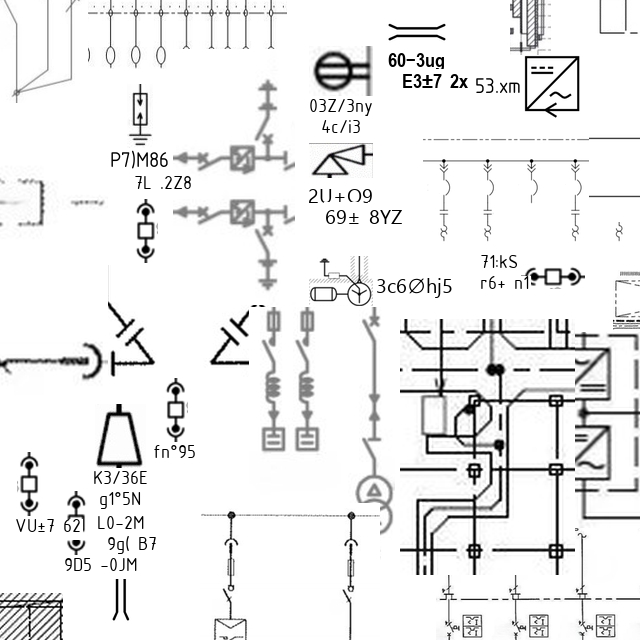 60-3ug
E3±7 2x
53.xm
03Z/3ny
4c/i3
P7)M86
7L .2Z8
2U+O9
69± 8YZ
71:kS
r6+ n1-
3c6Øhj5
fn°95
K3/36E
g1°5N
VU±7 62]
L0-2M
9g( B7
9D5 -0JM